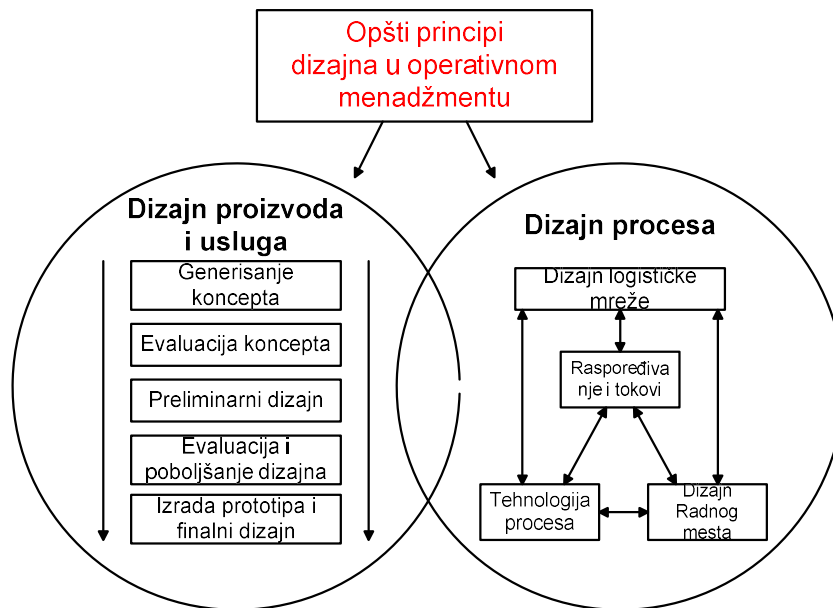 Opšti principi
dizajna u operativnom
menadžmentu
Dizajn proizvoda
i usluga
Generisanje
koncepta
Evaluacija koncepta
Preliminarni dizajn
Evaluacija i
poboljšanje dizajna
Izrada prototipa i
finalni dizajn
Dizajn procesa
Dizajn logističke
mreže
Raspoređiva
nje i tokovi
Tehnologija
procesa
Dizajn
Radnog
mesta